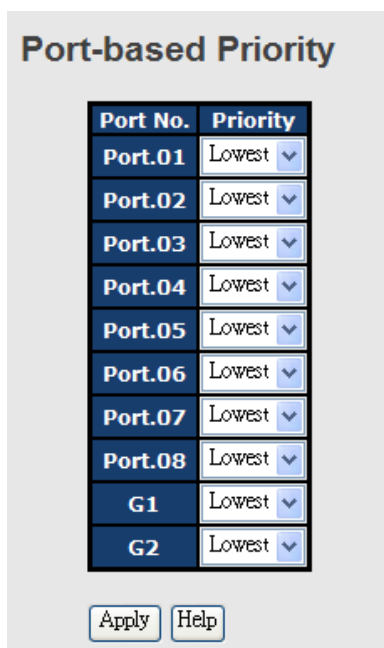 Port-based Priority
Port No. Priority
Port.01 Lowest
Port.02 Lowest
Port.03 Lowest
Port.04 Lowest
Port.05 Lowest
Port.06 Lowest
Port.07 Lowest
Port.08 Lowest
G1 Lowest
G2 Lowest
Apply Help